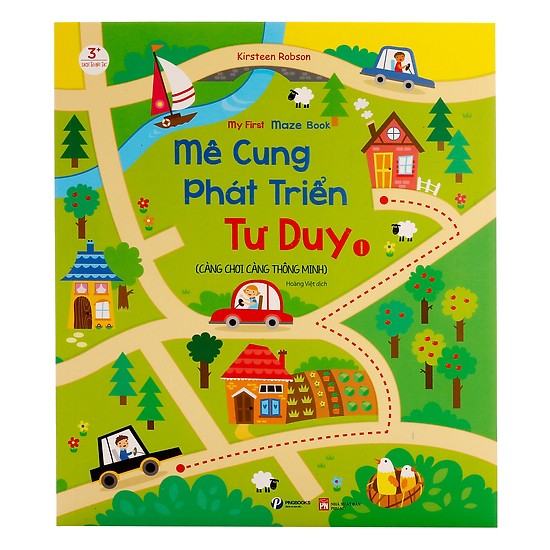 Kirsteen Robson
3+
My First Maze Book
Mê Cung
Phát Triển
Tư Duy 1
(CÀNG CHƠI CÀNG THÔNG MINH)
Hoàng Việt dịch
PINGBOOKS